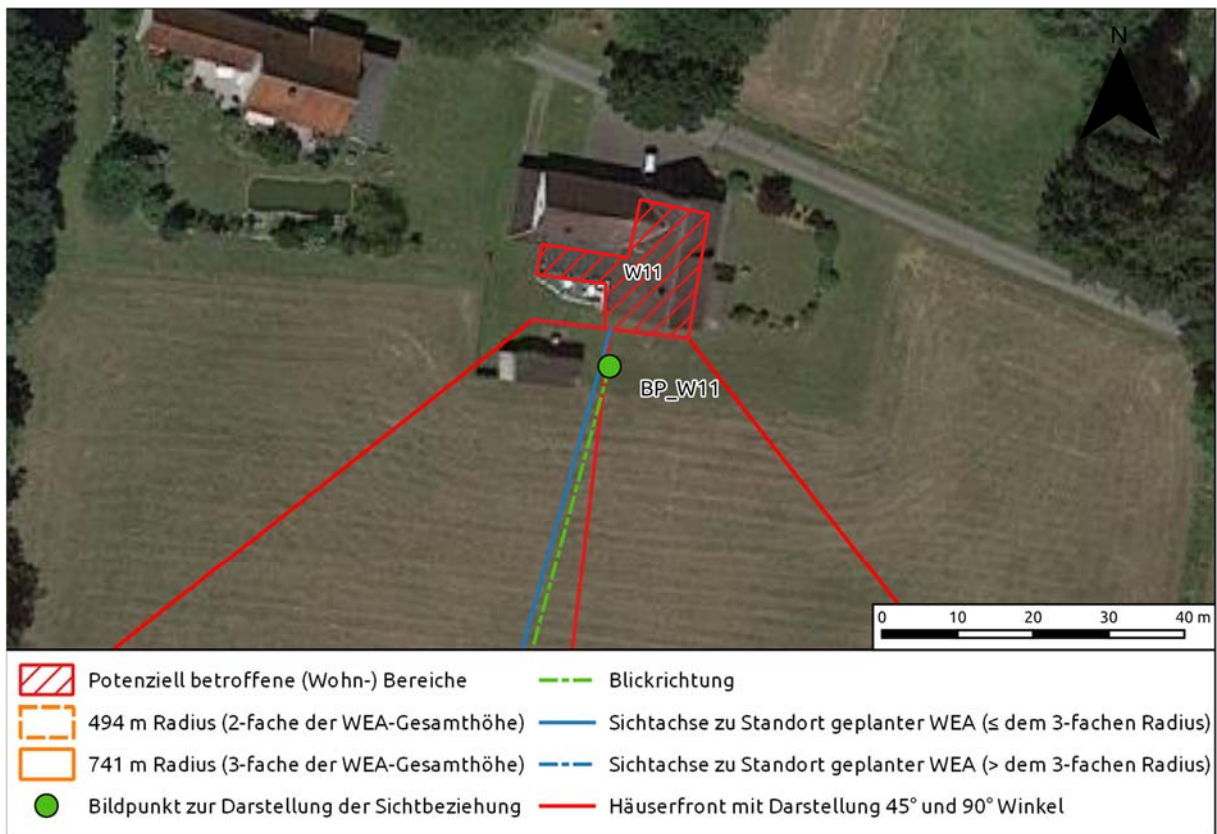 N
W11
BP_W11
0 10 20 30 40 m
Potenziell betroffene (Wohn-) Bereiche
494 m Radius (2-fache der WEA-Gesamthöhe)
741 m Radius (3-fache der WEA-Gesamthöhe)
Bildpunkt zur Darstellung der Sichtbeziehung
Blickrichtung
Sichtachse zu Standort geplanter WEA (≤ dem 3-fachen Radius)
Sichtachse zu Standort geplanter WEA (> dem 3-fachen Radius)
Häuserfront mit Darstellung 45° und 90° Winkel